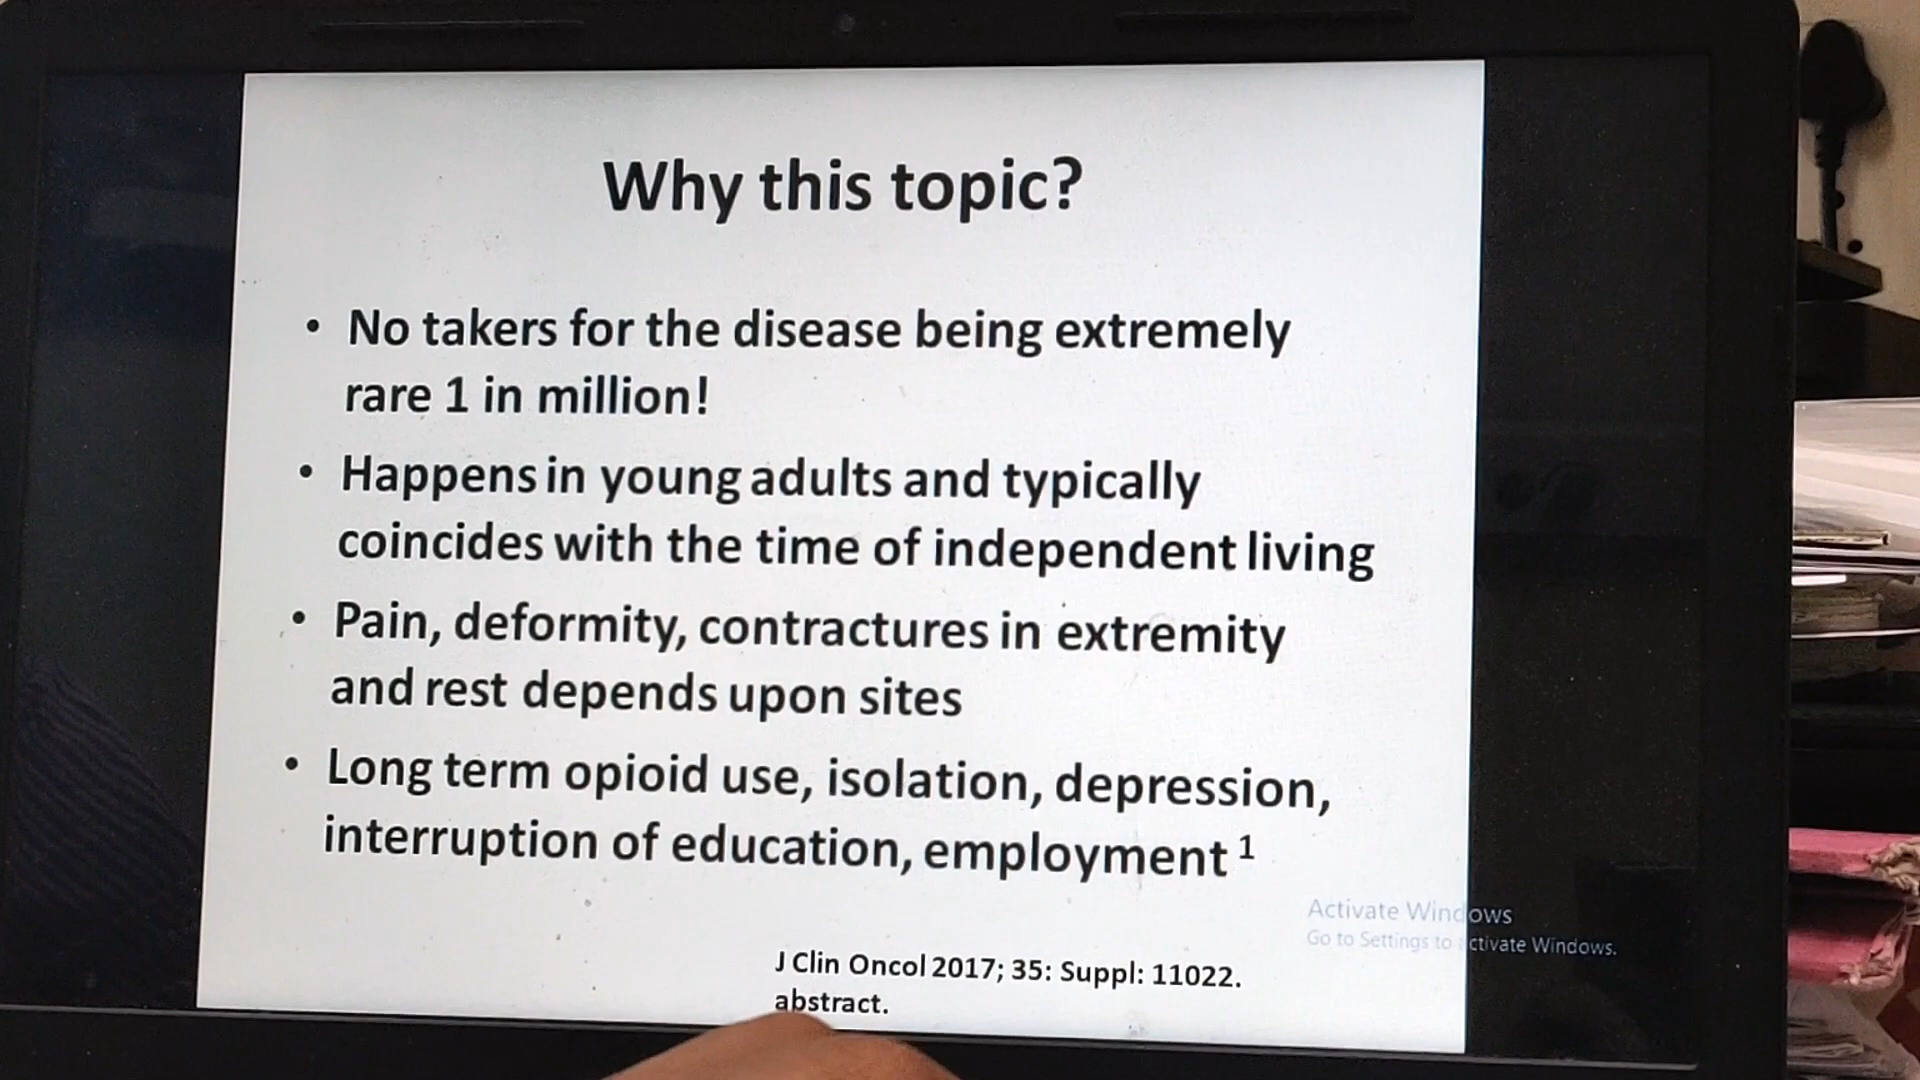 Why this topic?
• No takers for the disease being extremely
rare 1 in million!
• Happens in young adults and typically
coincides with the time of independent living
• Pain, deformity, contractures in extremity
and rest depends upon sites
• Long term opioid use, isolation, depression,
interruption of education, employment 1
Activate Windows
Go to Settings to activate Windows.
J Clin Oncol 2017; 35: Suppl: 11022.
abstract.